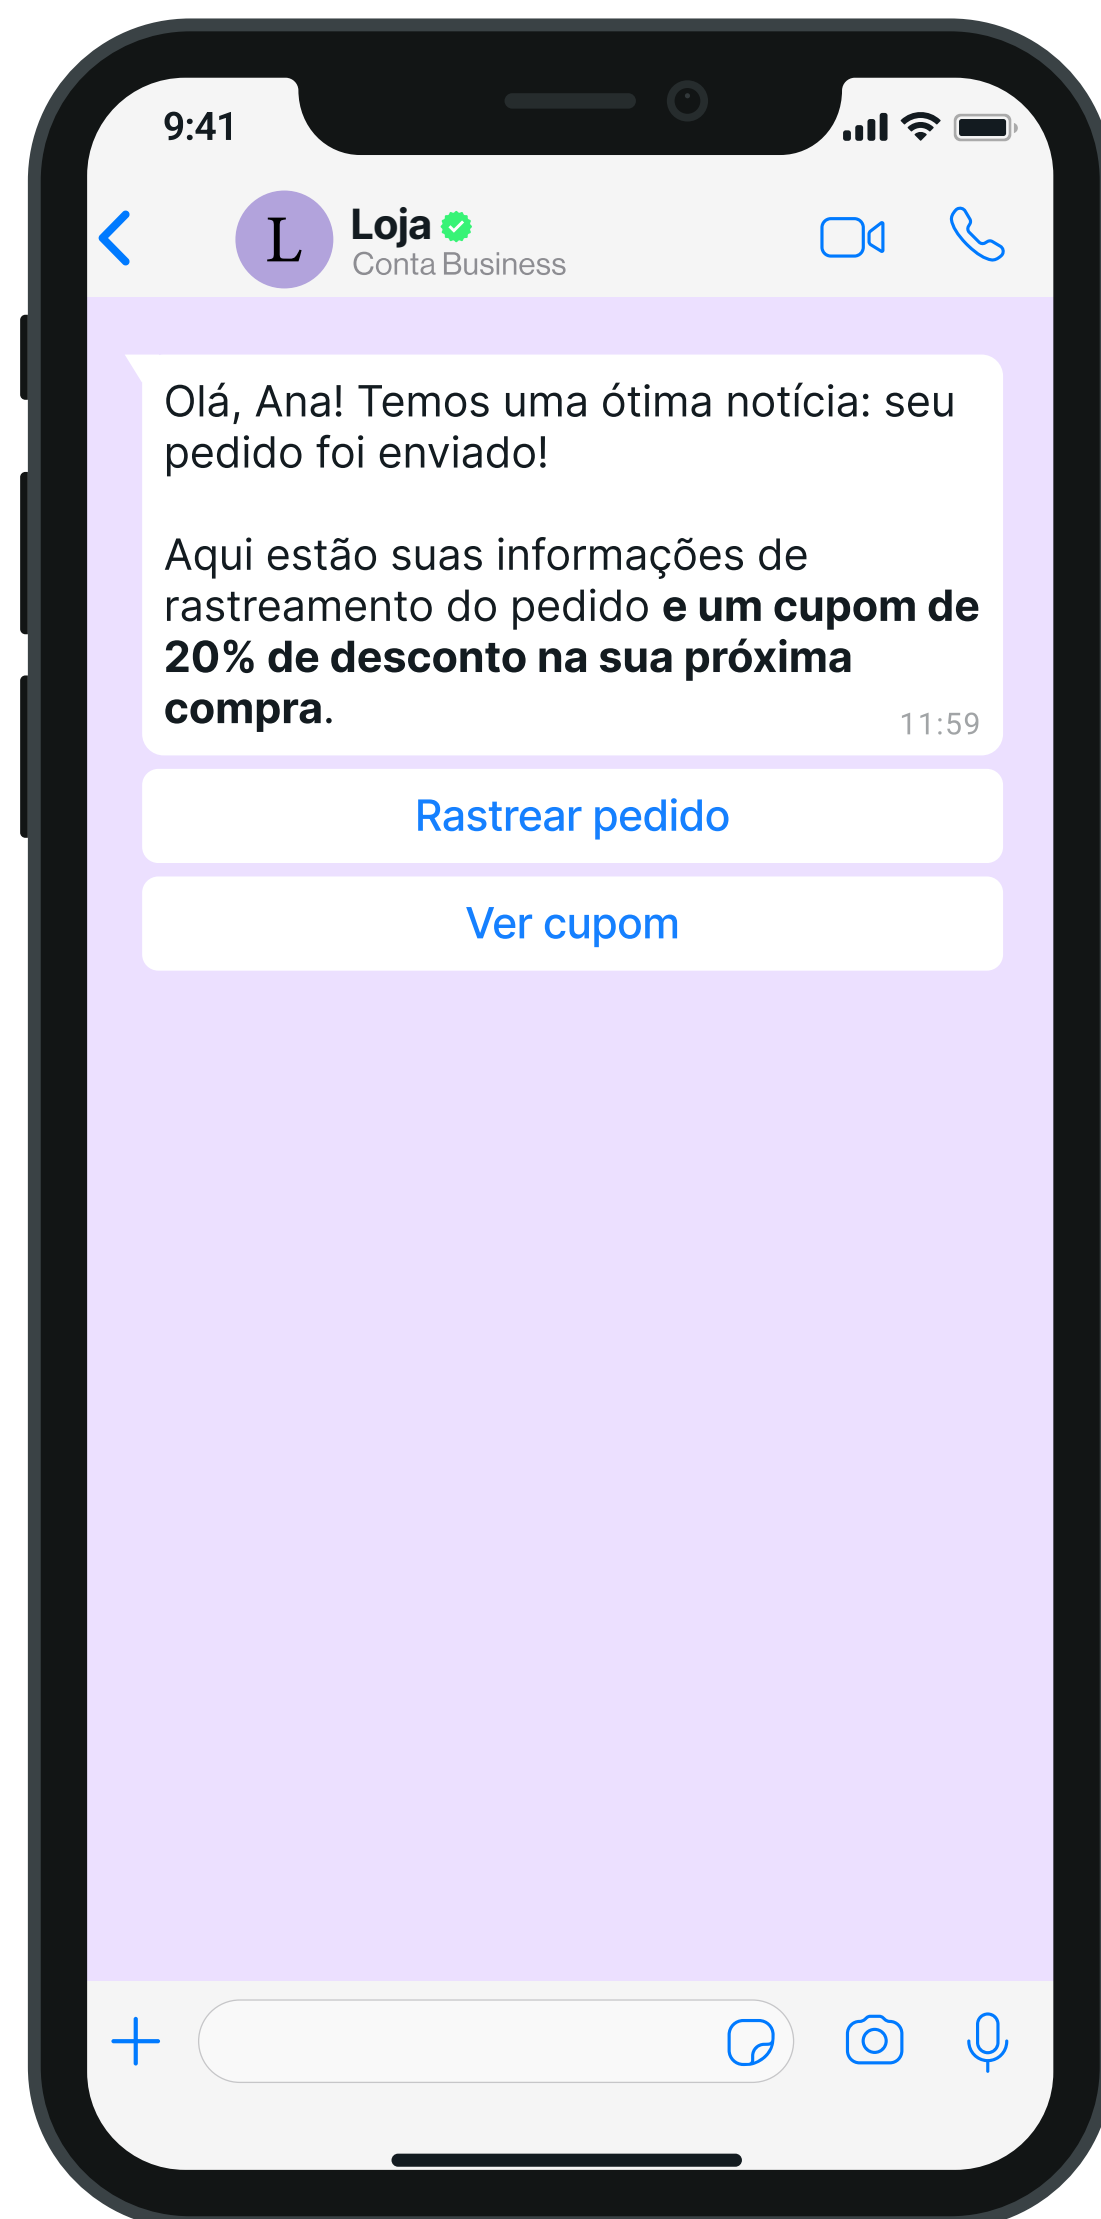 9:41
L
Loja
Conta Business
Olá, Ana! Temos uma ótima notícia: seu
pedido foi enviado!
Aqui estão suas informações de
rastreamento do pedido e um cupom de
20% de desconto na sua próxima
compra.
11:59
Rastrear pedido
Ver cupom